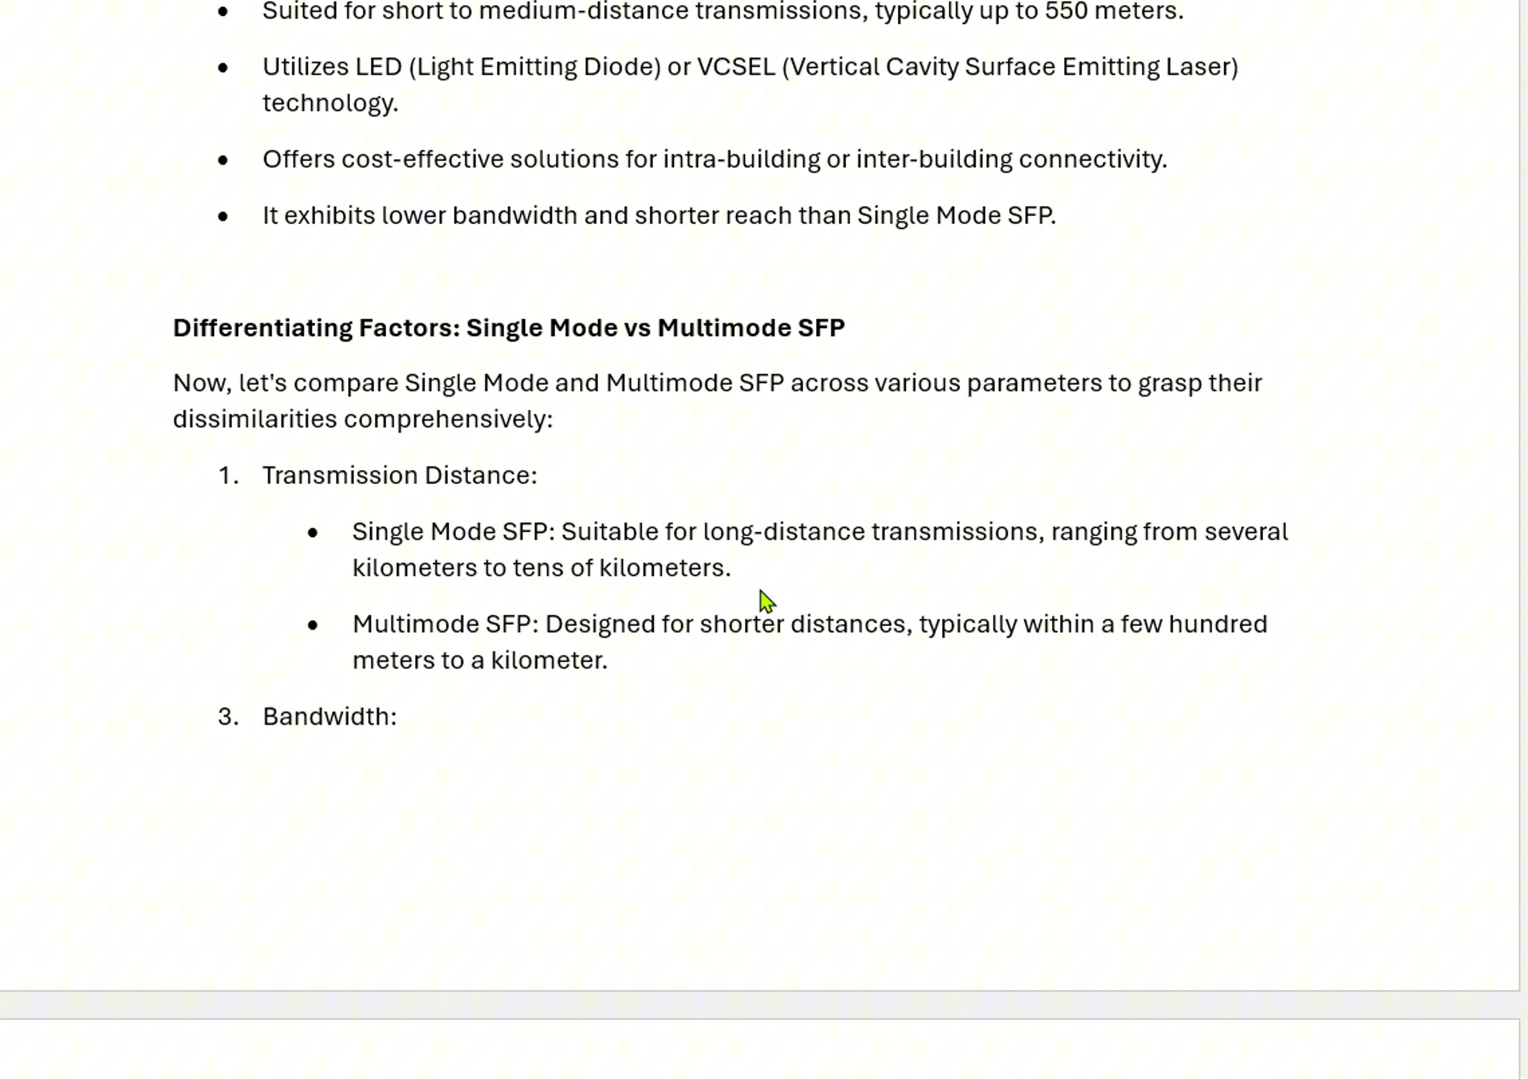 • Suited for short to medium-distance transmissions, typically up to 550 meters.
• Utilizes LED (Light Emitting Diode) or VCSEL (Vertical Cavity Surface Emitting Laser)
technology.
• Offers cost-effective solutions for intra-building or inter-building connectivity.
• It exhibits lower bandwidth and shorter reach than Single Mode SFP.
Differentiating Factors: Single Mode vs Multimode SFP
Now, let's compare Single Mode and Multimode SFP across various parameters to grasp their
dissimilarities comprehensively:
1. Transmission Distance:
• Single Mode SFP: Suitable for long-distance transmissions, ranging from several
kilometers to tens of kilometers.
• Multimode SFP: Designed for shorter distances, typically within a few hundred
meters to a kilometer.
3. Bandwidth: